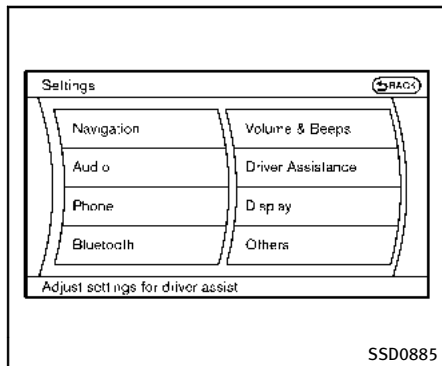 Settings
BACK
Navigation
Volume & Beeps
Audio
Driver Assistance
Phone
Display
Bluetooth
Others
Adjust settings for driver assist
SSD0885